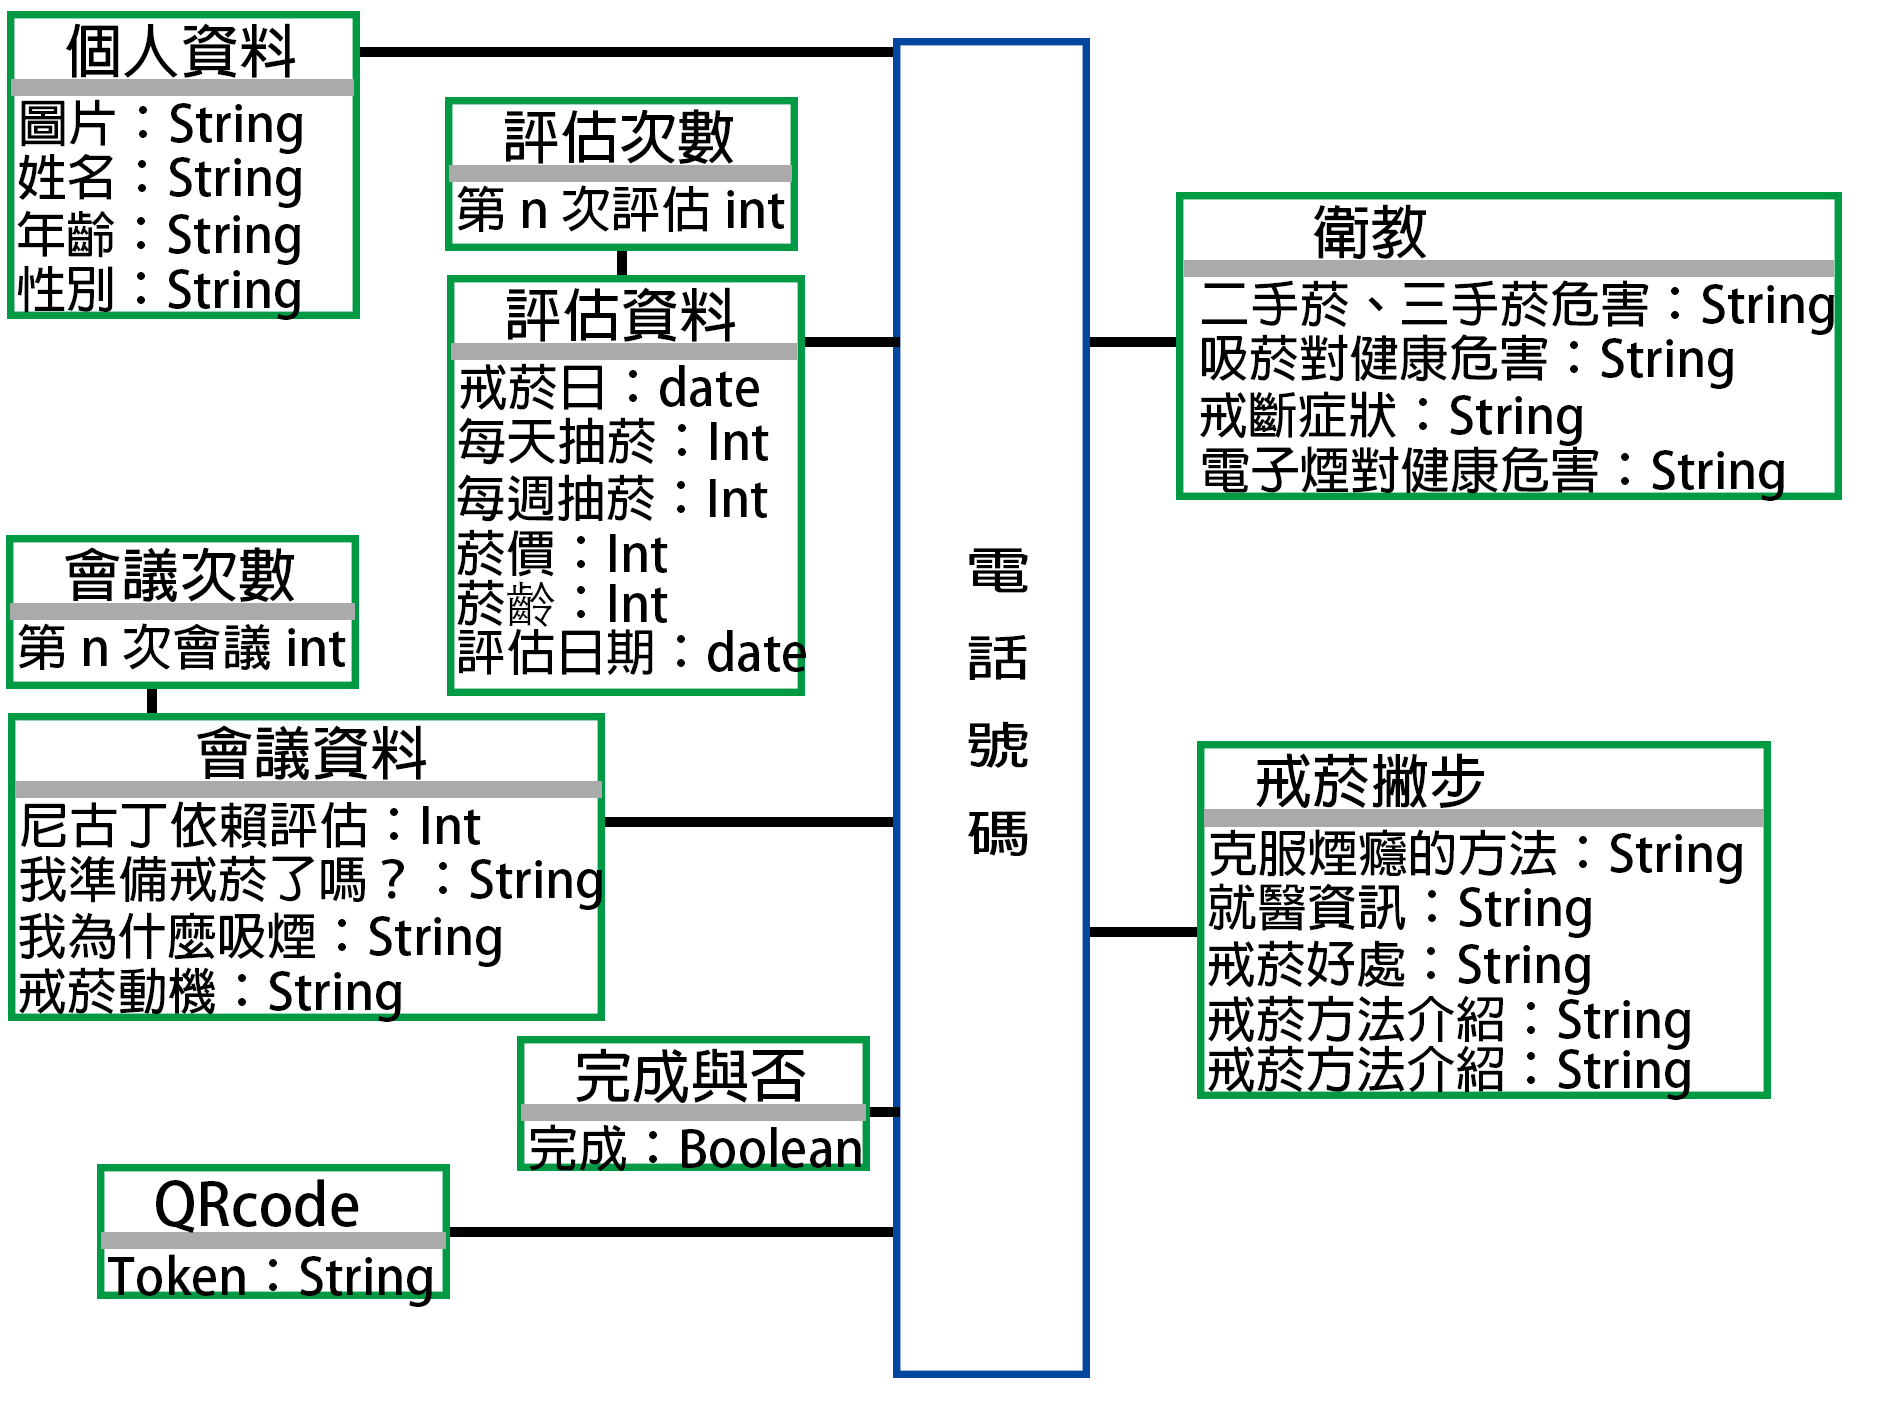 個人資料
圖片：String
姓名：String
年齡：String
性別：String
評估次數
第 n 次評估 int
評估資料
戒菸日：date
每天抽菸：Int
每週抽菸：Int
菸價：Int
菸齡：Int
評估日期：date
會議次數
第 n 次會議 int
會議資料
尼古丁依賴評估：Int
我準備戒菸了嗎？：String
我為什麼吸煙：String
戒菸動機：String
完成與否
完成：Boolean
QRcode
Token：String
電
話
號
碼
衛教
二手菸、三手菸危害：String
吸菸對健康危害：String
戒斷症狀：String
電子煙對健康危害：String
戒菸撇步
克服煙癮的方法：String
就醫資訊：String
戒菸好處：String
戒菸方法介紹：String
戒菸方法介紹：String